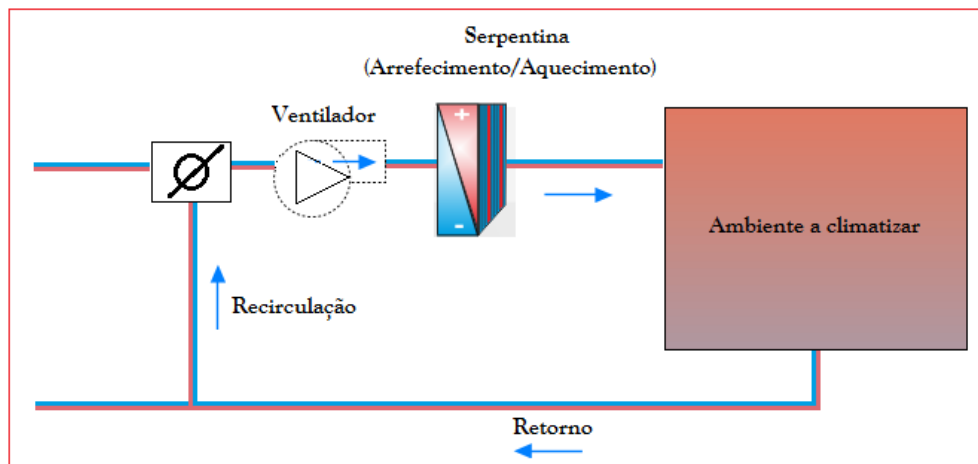 Serpentina
(Arrefecimento/Aquecimento)
Ventilador
+
-
Ambiente a climatizar
Recirculação
Retorno